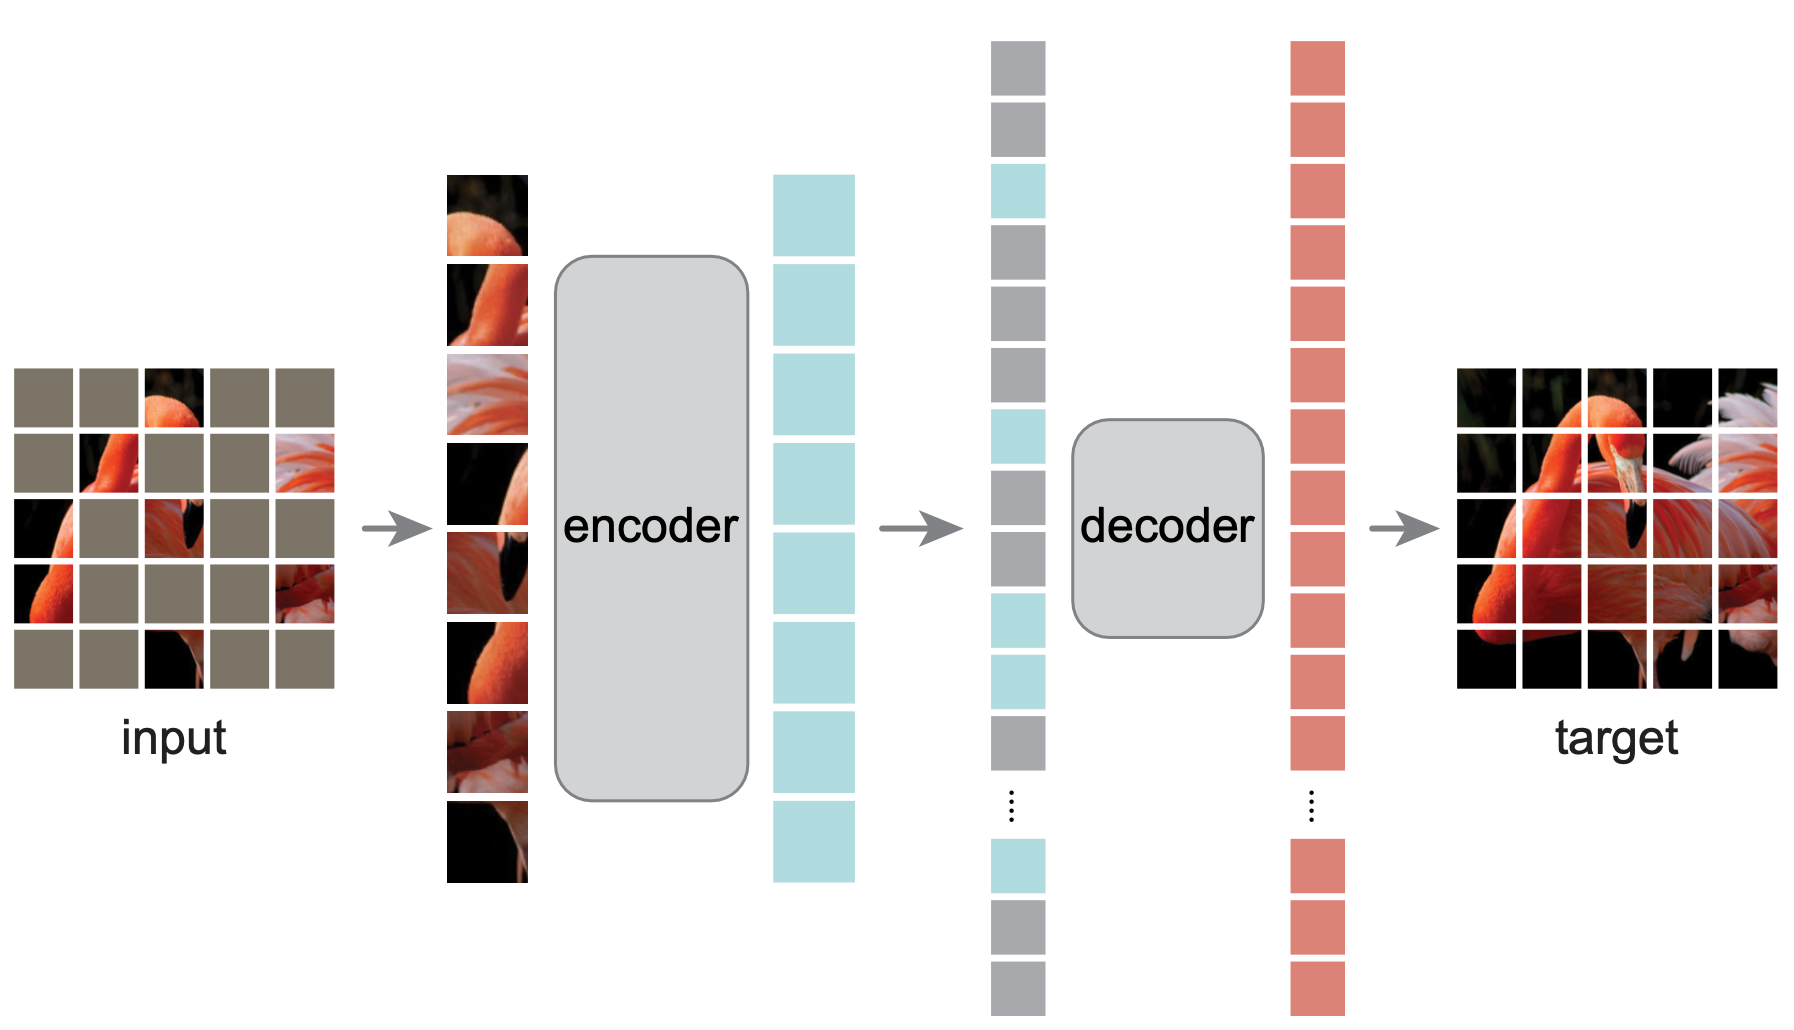 input
encoder
decoder
target